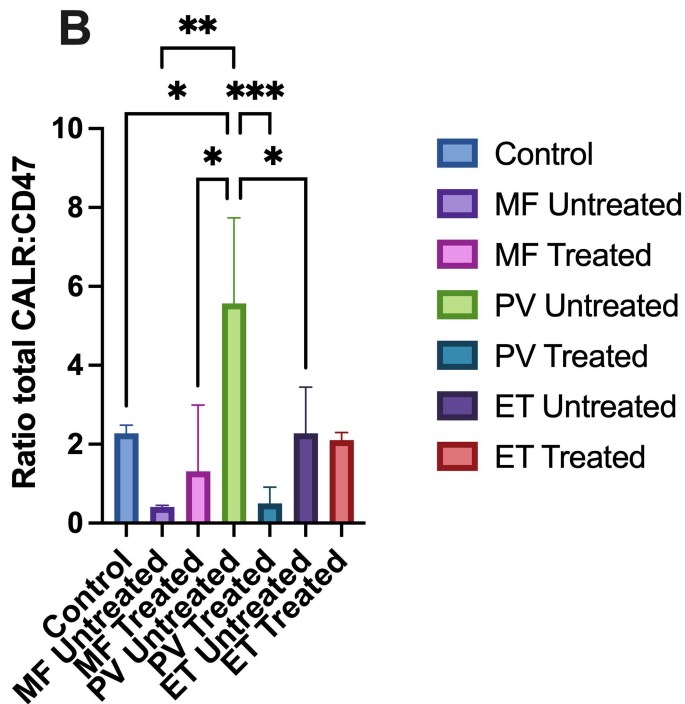 B
**
* ***
* *
Ratio total CALR:CD47
10
8
6
4
2
0
Control
MF Untreated
MF Treated
PV Untreated
PV Treated
ET Untreated
ET Treated
Control
MF Untreated
MF Treated
PV Untreated
PV Treated
ET Untreated
ET Treated